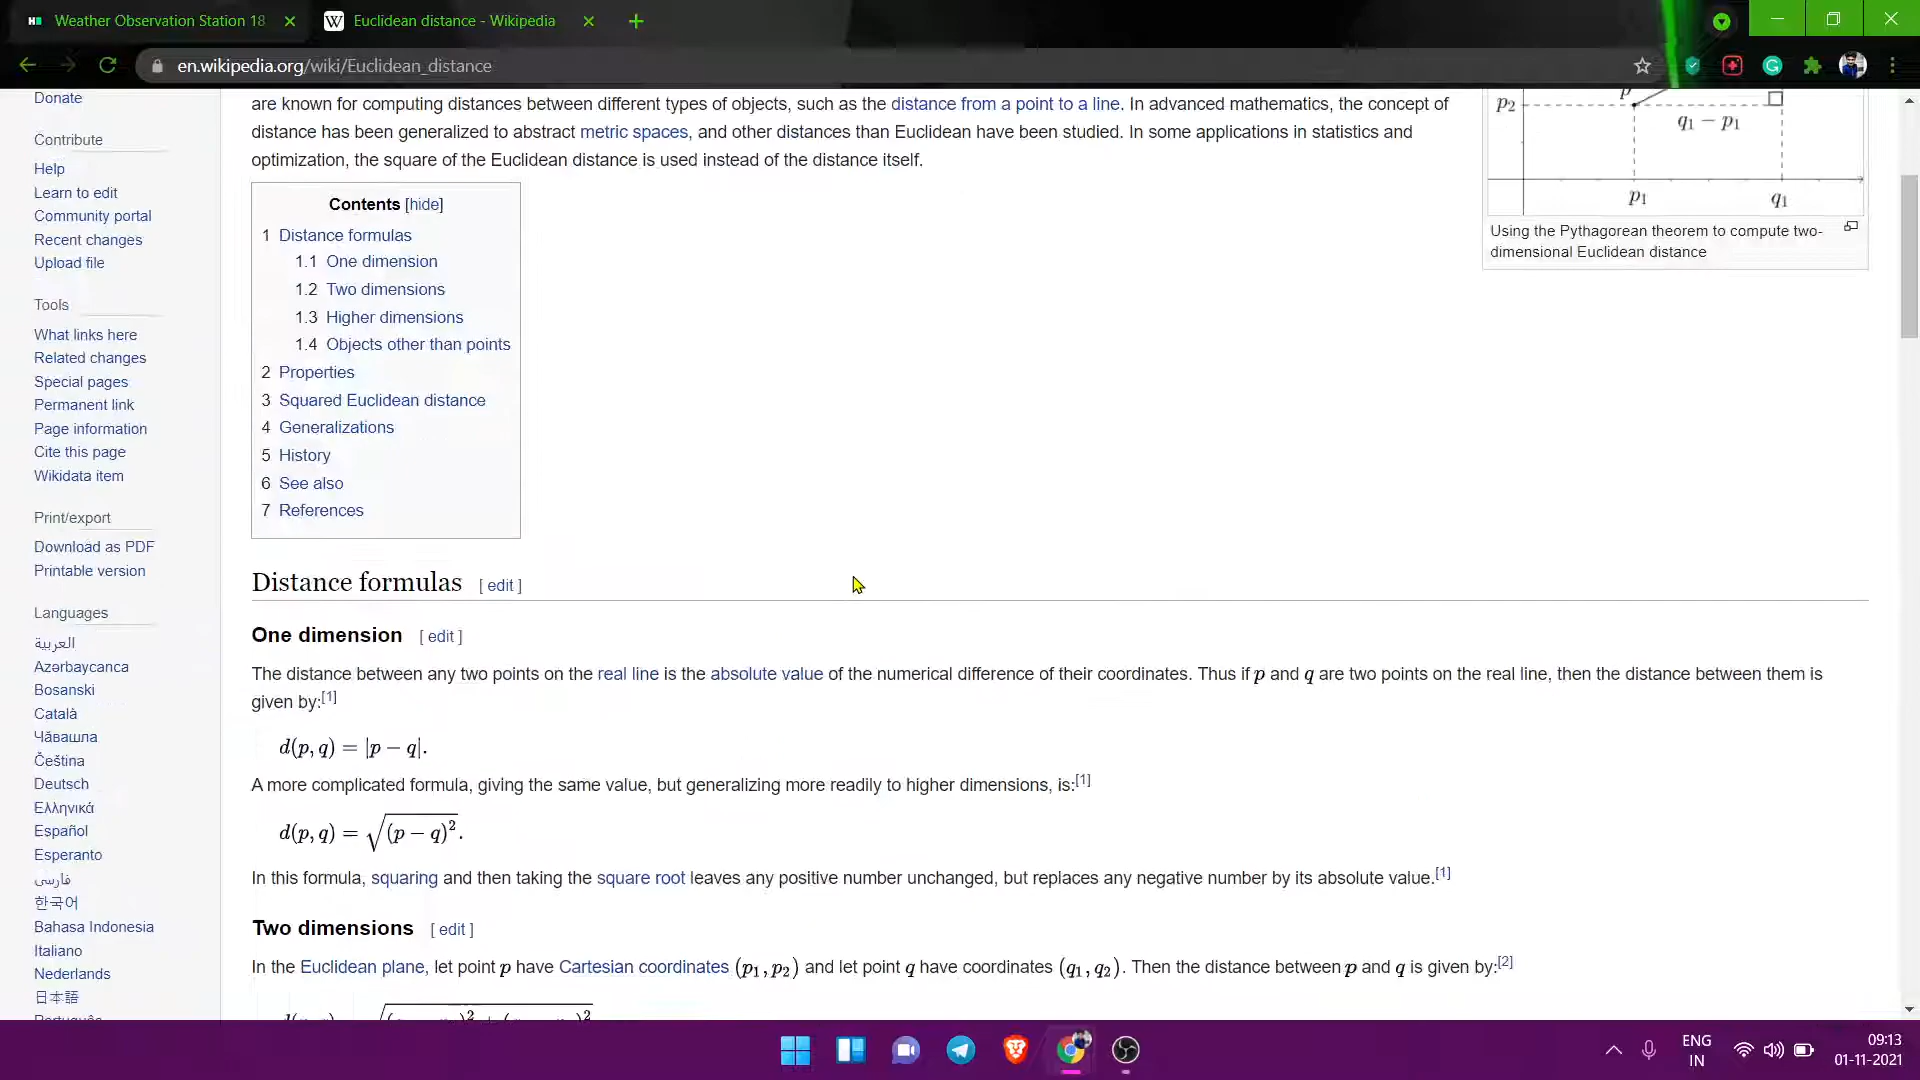 Weather Observation Station 18
Euclidean distance - Wikipedia
en.wikipedia.org/wiki/Euclidean_distance
Donate
Contribute
Help
Learn to edit
Community portal
Recent changes
Upload file
Tools
What links here
Related changes
Special pages
Permanent link
Page information
Cite this page
Wikidata item
Print/export
Download as PDF
Printable version
Languages
العربية
Azərbaycanca
Bosanski
Català
Чӑвашла
Čeština
Deutsch
Ελληνικά
Español
Esperanto
فارسی
한국어
Bahasa Indonesia
Italiano
Nederlands
日本語
are known for computing distances between different types of objects, such as the distance from a point to a line. In advanced mathematics, the concept of
distance has been generalized to abstract metric spaces, and other distances than Euclidean have been studied. In some applications in statistics and
optimization, the square of the Euclidean distance is used instead of the distance itself.
p₂
p
q₁ − p₁
p₁
q₁
Using the Pythagorean theorem to compute two-
dimensional Euclidean distance
Contents [hide]
1 Distance formulas
1.1 One dimension
1.2 Two dimensions
1.3 Higher dimensions
1.4 Objects other than points
2 Properties
3 Squared Euclidean distance
4 Generalizations
5 History
6 See also
7 References
Distance formulas [ edit ]
One dimension [ edit ]
The distance between any two points on the real line is the absolute value of the numerical difference of their coordinates. Thus if p and q are two points on the real line, then the distance between them is
given by:[1]
d(p, q) = |p − q|.
A more complicated formula, giving the same value, but generalizing more readily to higher dimensions, is:[1]
d(p, q) = √(p − q)².
In this formula, squaring and then taking the square root leaves any positive number unchanged, but replaces any negative number by its absolute value.[1]
Two dimensions [ edit ]
In the Euclidean plane, let point p have Cartesian coordinates (p₁, p₂) and let point q have coordinates (q₁, q₂). Then the distance between p and q is given by:[2]
ENG
IN
09:13
01-11-2021